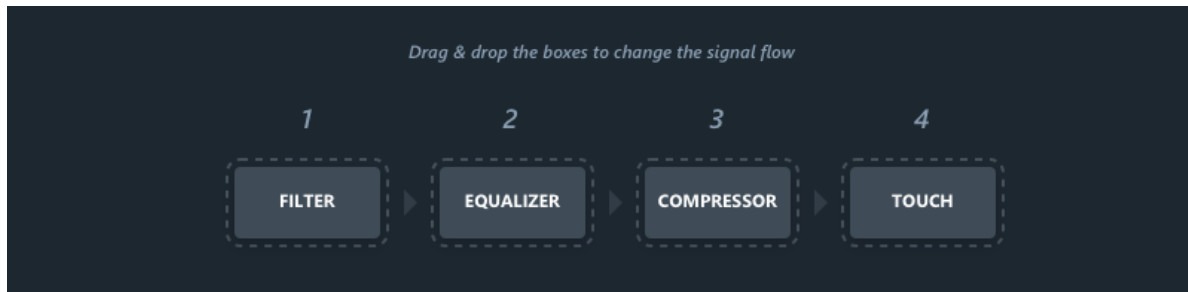 Drag & drop the boxes to change the signal flow
1 2 3 4
FILTER EQUALIZER COMPRESSOR TOUCH